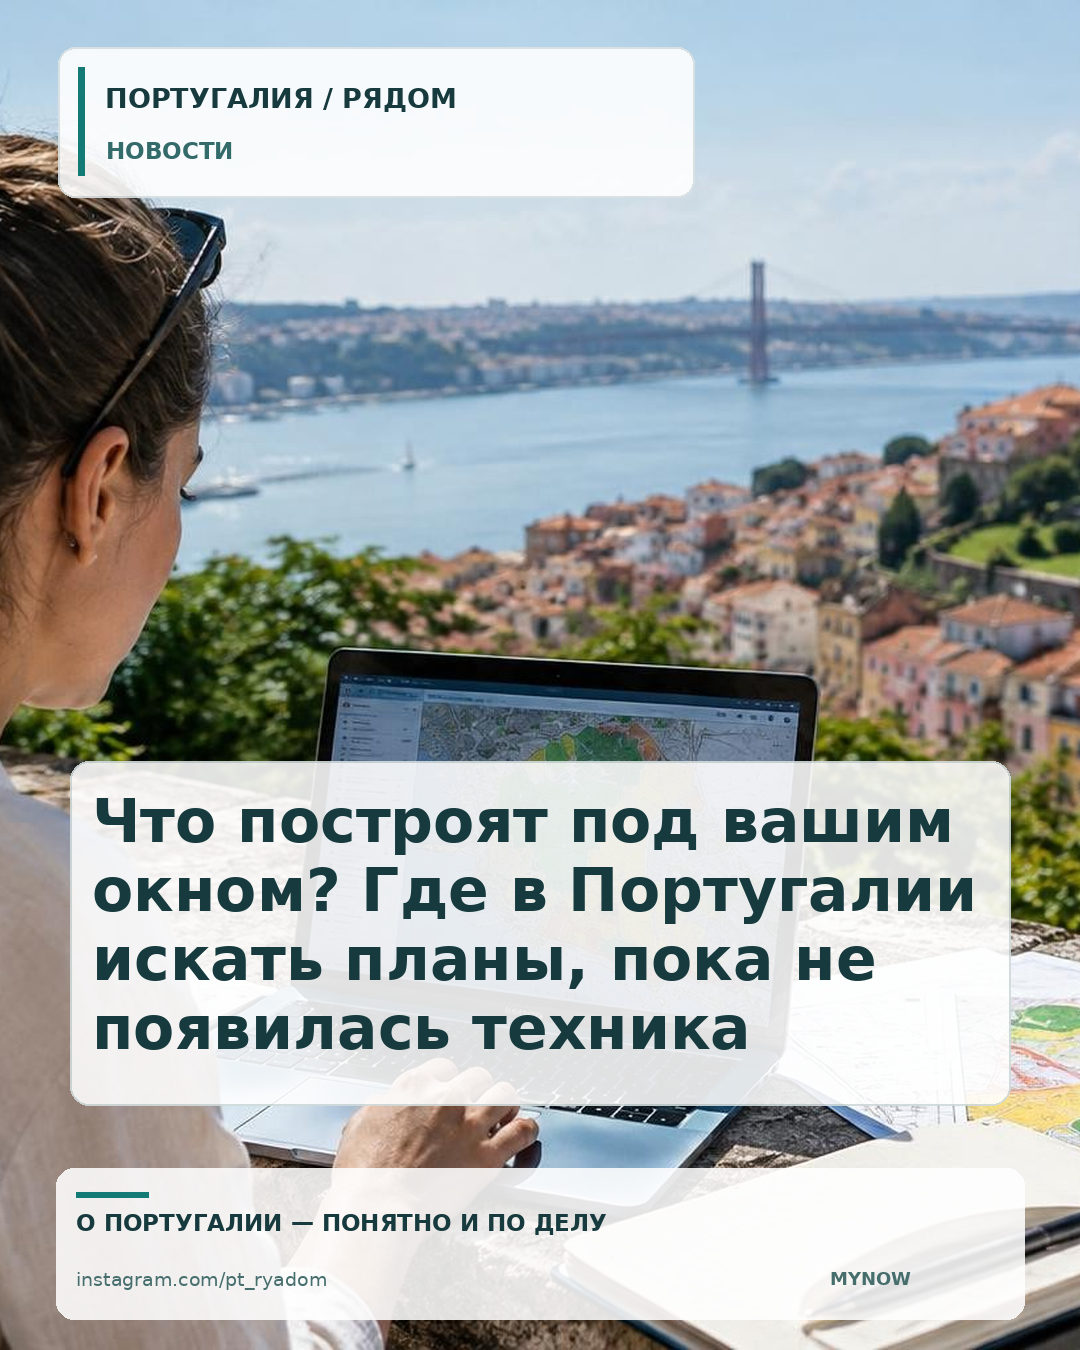 ПОРТУГАЛИЯ / РЯДОМ
НОВОСТИ
Что построят под вашим
окном? Где в Португалии
искать планы, пока не
появилась техника
О ПОРТУГАЛИИ — ПОНЯТНО И ПО ДЕЛУ
instagram.com/pt_ryadom
MYNOW